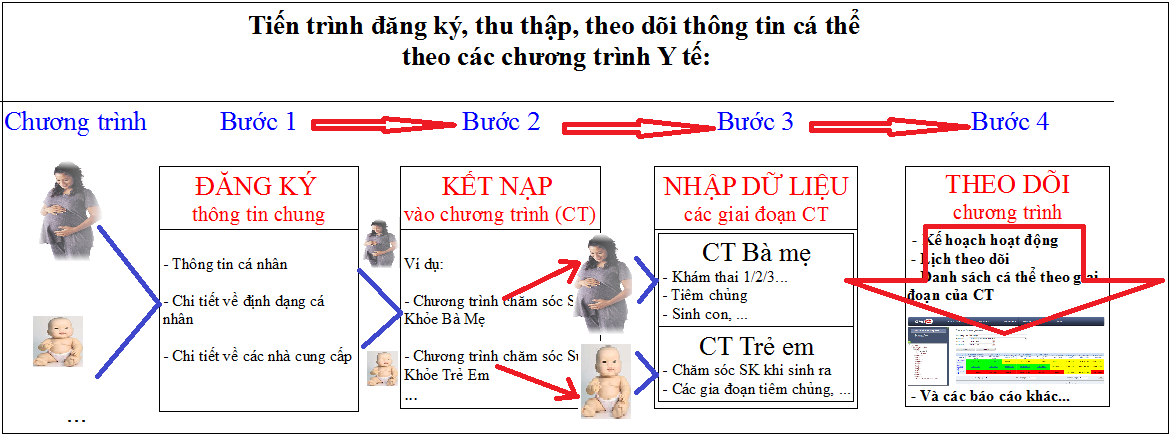 Tiến trình đăng ký, thu thập, theo dõi thông tin cá thể
theo các chương trình Y tế:
Chương trình
Bước 1
Bước 2
Bước 3
Bước 4
...
ĐĂNG KÝ
thông tin chung
- Thông tin cá nhân
- Chi tiết về định dạng cá
nhân
- Chi tiết về các nhà cung cấp
KẾT NẠP
vào chương trình (CT)
Ví dụ:
- Chương trình chăm sóc
Khỏe Bà Mẹ
- Chương trình chăm sóc
Khỏe Trẻ Em
...
NHẬP DỮ LIỆU
các giai đoạn CT
CT Bà mẹ
- Khám thai 1/2/3...
- Tiêm chủng
- Sinh con, ...
CT Trẻ em
- Chăm sóc SK khi sinh ra
- Các gia đoạn tiêm chủng, ...
THEO DÕI
chương trình
- Kế hoạch hoạt động
- Lịch theo dõi
- Danh sách cá thể theo giai
đoạn của CT
- Và các báo cáo khác...